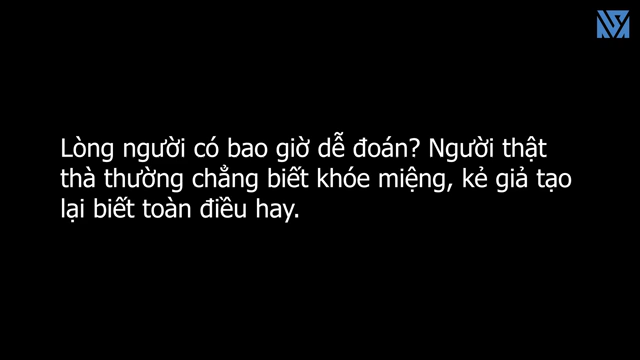 Lòng người có bao giờ dễ đoán? Người thật
thà thường chẳng biết khóe miệng, kẻ giả tạo
lại biết toàn điều hay.